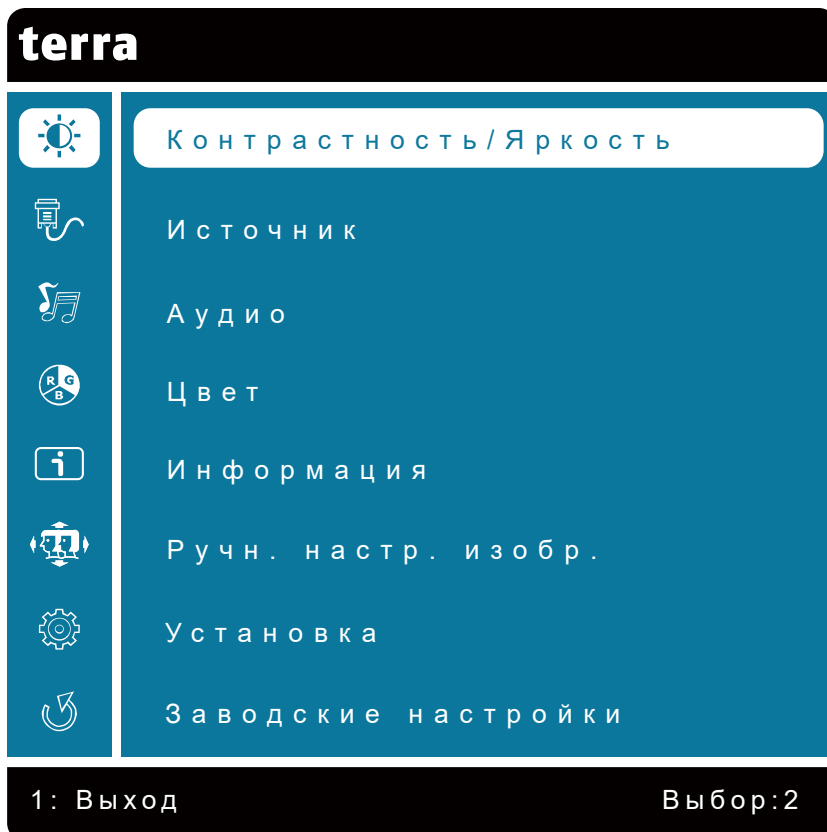 terra
Контрастность/Яркость
Источник
Аудио
R G
B
Цвет
i
Информация
Ручн. настр. изобр.
Установка
Заводские настройки
1: Выход Выбор:2